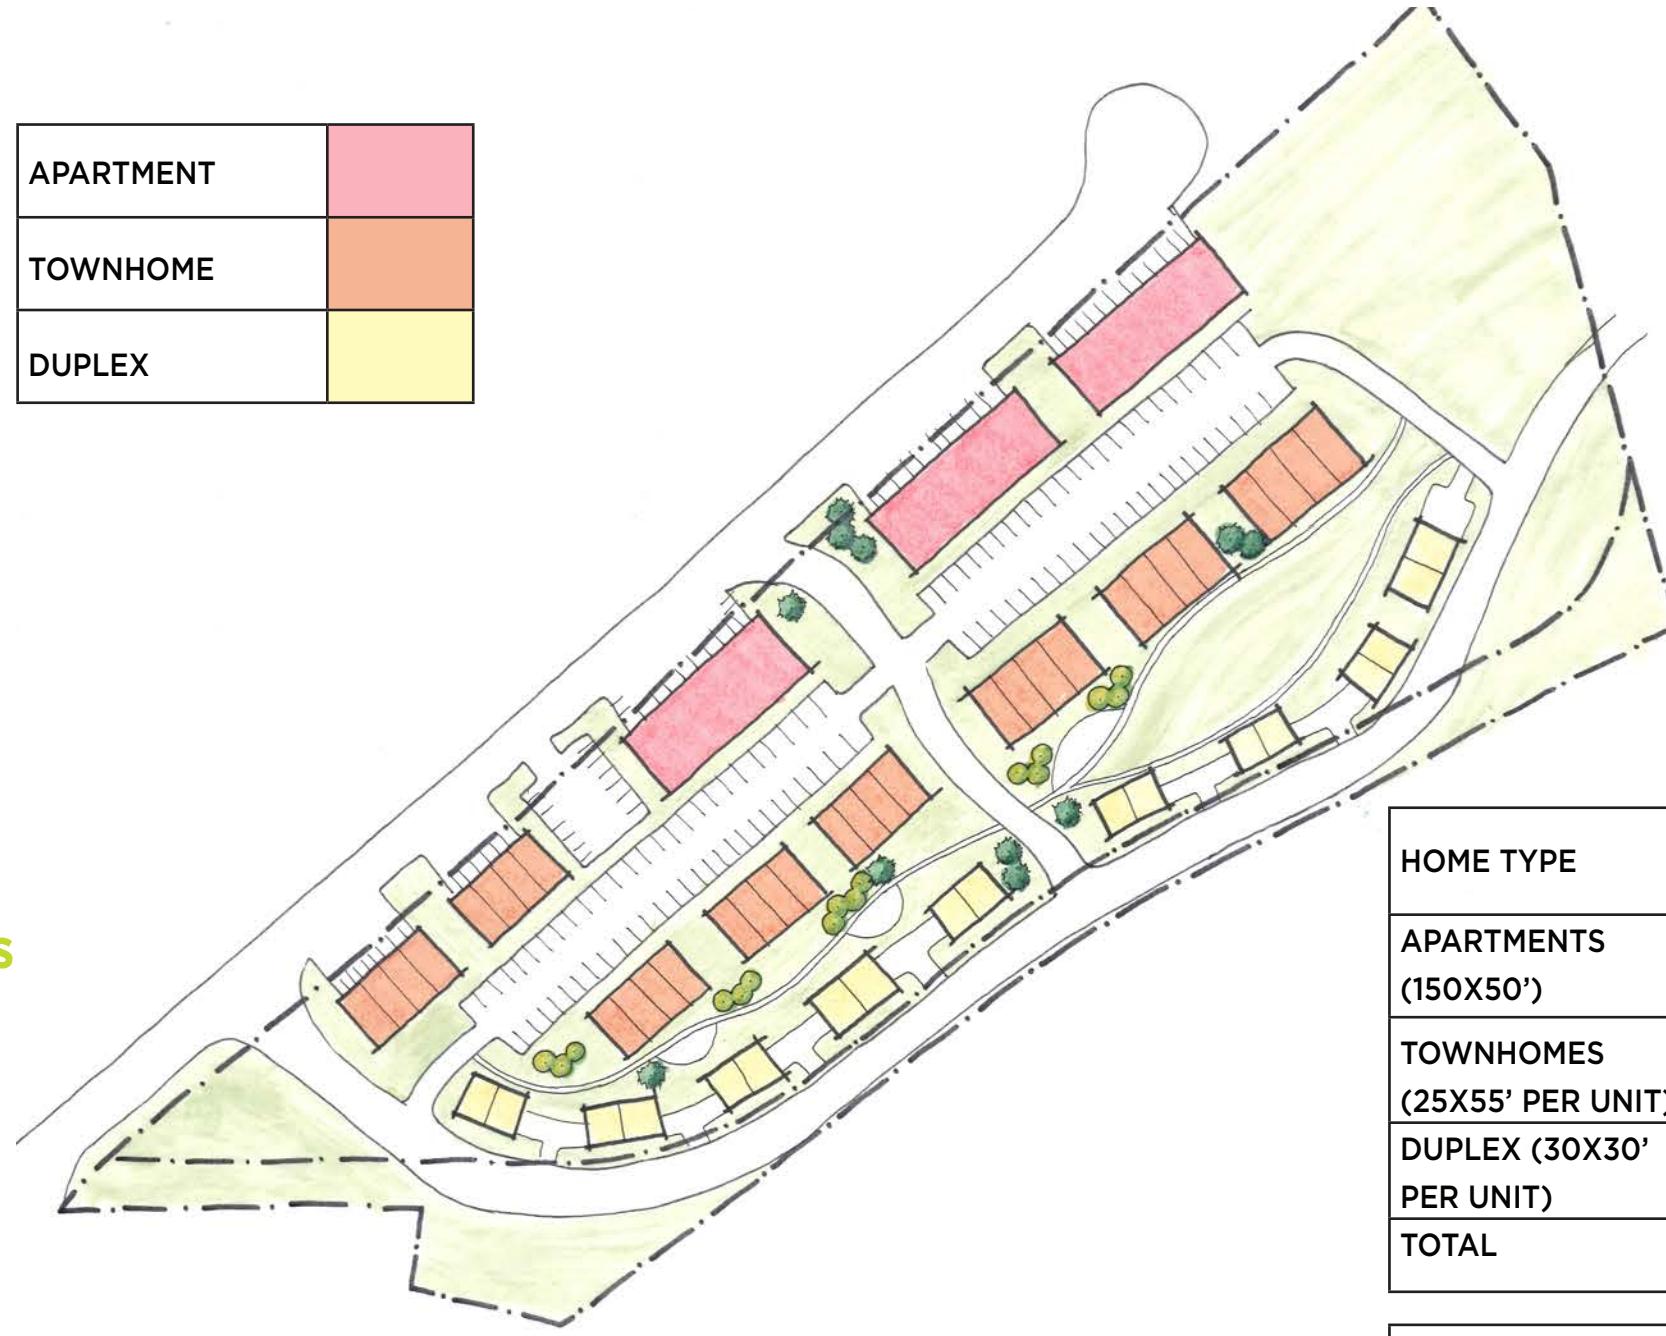 APARTMENT
TOWNHOME
DUPLEX
S
HOME TYPE
APARTMENTS
(150X50’)
TOWNHOMES
(25X55’ PER UNIT)
DUPLEX (30X30’
PER UNIT)
TOTAL